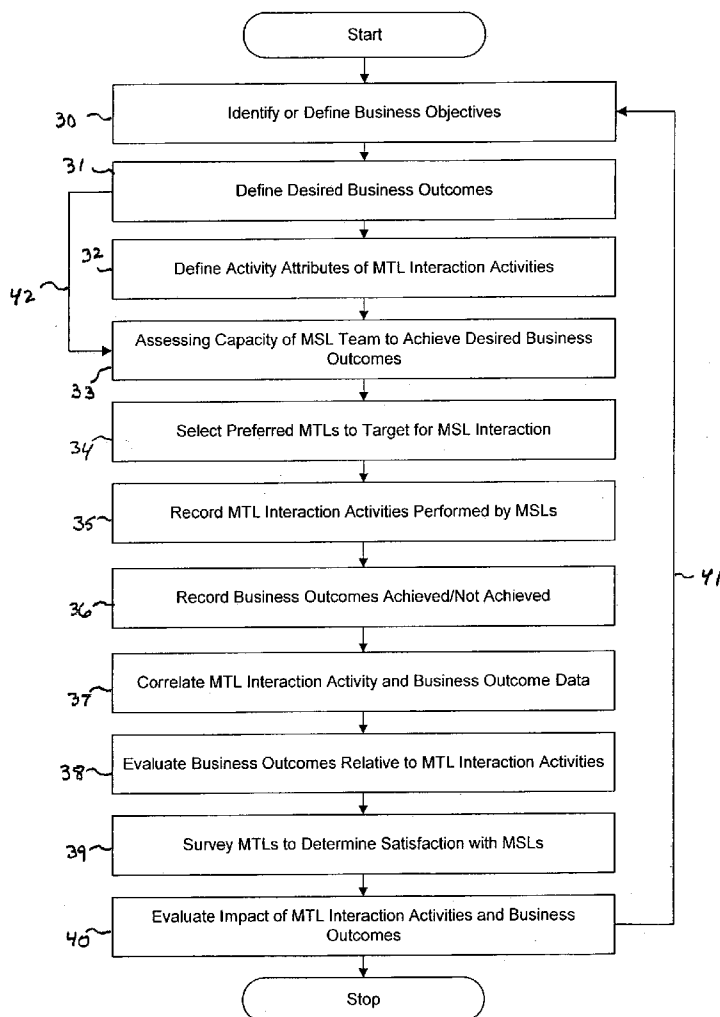 Start
30
Identify or Define Business Objectives
31
Define Desired Business Outcomes
32
Define Activity Attributes of MTL Interaction Activities
42
Assessing Capacity of MSL Team to Achieve Desired Business
Outcomes
33
Select Preferred MTLs to Target for MSL Interaction
34
Record MTL Interaction Activities Performed by MSLs
35
Record Business Outcomes Achieved/Not Achieved
36
41
Correlate MTL Interaction Activity and Business Outcome Data
37
Evaluate Business Outcomes Relative to MTL Interaction Activities
38
Survey MTLs to Determine Satisfaction with MSLs
39
Evaluate Impact of MTL Interaction Activities and Business
Outcomes
40
Stop